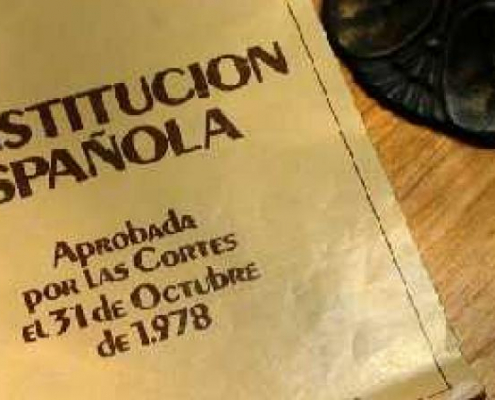 STITUCION
SPAÑOLA
Aprobada
por las Cortes
el 31 de Octubre
de 1.978